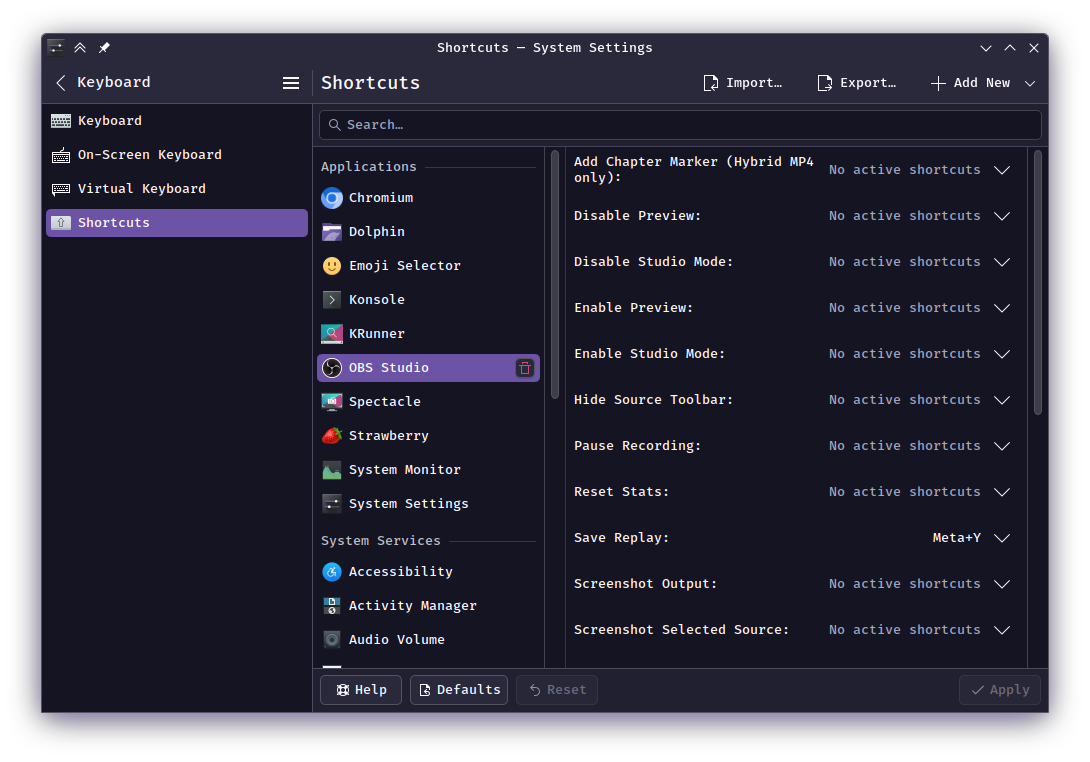 Shortcuts — System Settings
Keyboard
Shortcuts
Import…
Export…
Add New
Keyboard
On-Screen Keyboard
Virtual Keyboard
Shortcuts
Search…
Applications
Chromium
Dolphin
Emoji Selector
Konsole
KRunner
OBS Studio
Spectacle
Strawberry
System Monitor
System Settings
System Services
Accessibility
Activity Manager
Audio Volume
Add Chapter Marker (Hybrid MP4
only):
No active shortcuts
Disable Preview:
No active shortcuts
Disable Studio Mode:
No active shortcuts
Enable Preview:
No active shortcuts
Enable Studio Mode:
No active shortcuts
Hide Source Toolbar:
No active shortcuts
Pause Recording:
No active shortcuts
Reset Stats:
No active shortcuts
Save Replay:
Meta+Y
Screenshot Output:
No active shortcuts
Screenshot Selected Source:
No active shortcuts
Help
Defaults
Reset
Apply